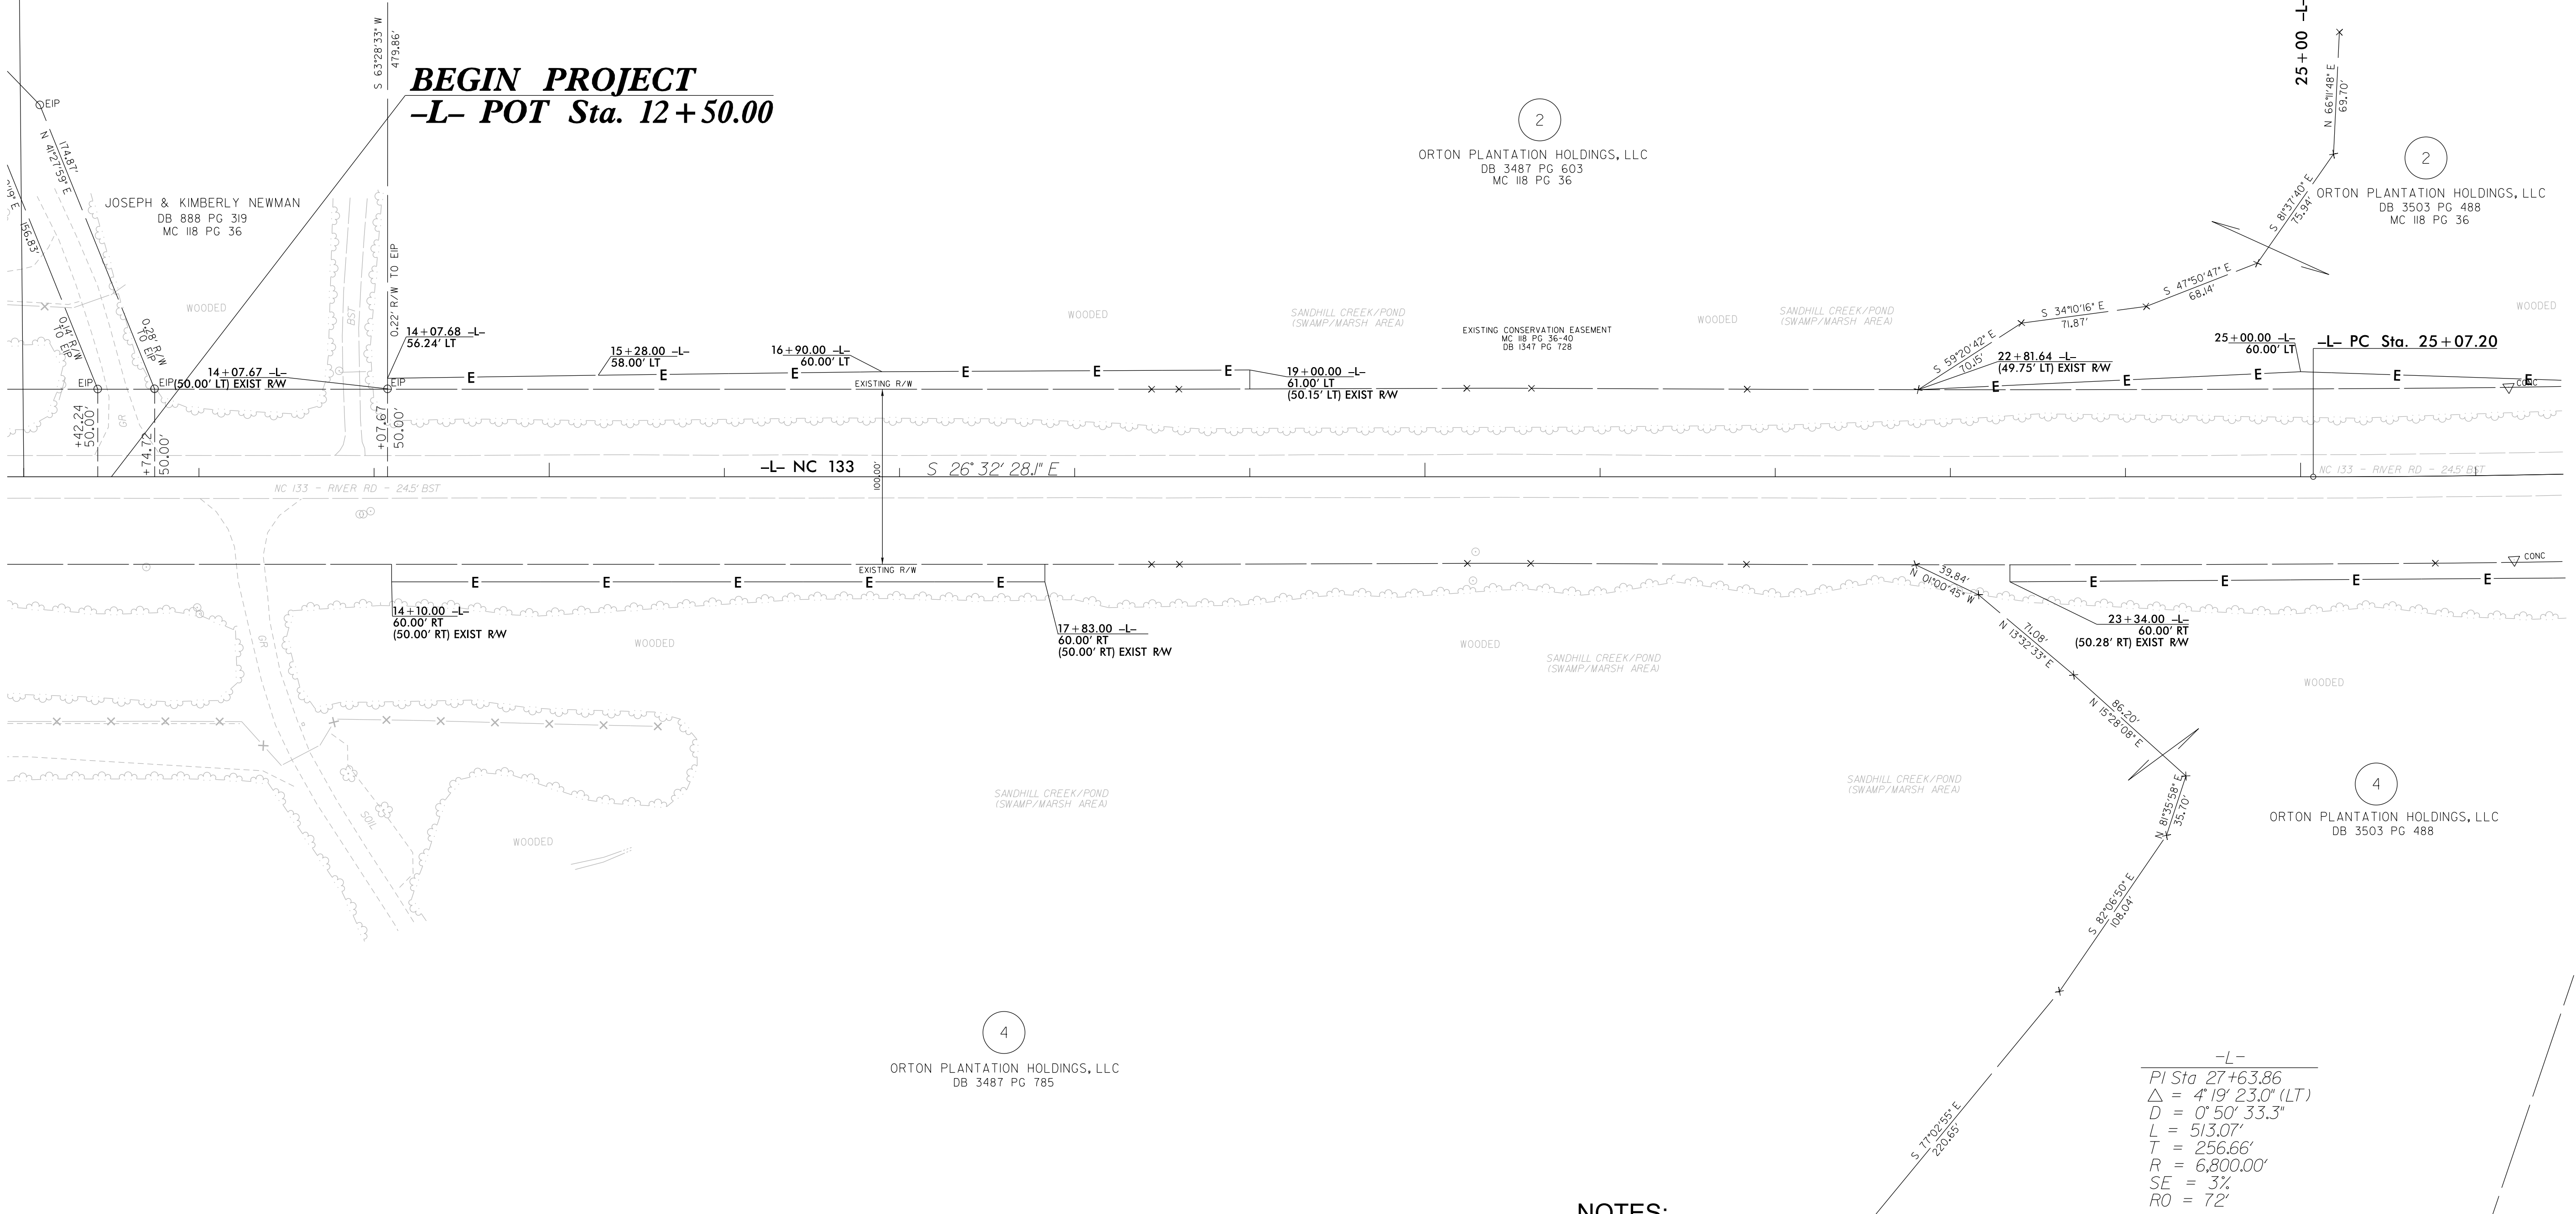 S 63°28'33" W
479.86'
BEGIN PROJECT
-L- POT Sta. 12+50.00
25+00 -L-
N 66°11'48" E
69.70'
EIP
N 41°27'59" E
174.87'
156.83'
JOSEPH & KIMBERLY NEWMAN
DB 888 PG 319
MC 118 PG 36
2
ORTON PLANTATION HOLDINGS, LLC
DB 3487 PG 603
MC 118 PG 36
2
ORTON PLANTATION HOLDINGS, LLC
DB 3503 PG 488
MC 118 PG 36
S 81°37'40" E
75.94'
S 47°50'47" E
68.14'
S 34°10'16" E
71.87'
S 59°20'42" E
70.15'
WOODED
BST
0.22' R/W TO EIP
WOODED
SANDHILL CREEK/POND
(SWAMP/MARSH AREA)
EXISTING CONSERVATION EASEMENT
MC 118 PG 36-40
DB 1347 PG 728
WOODED
SANDHILL CREEK/POND
(SWAMP/MARSH AREA)
WOODED
0.14' R/W
TO EIP
0.28' R/W
TO EIP
14+07.67 -L-
(50.00' LT) EXIST R/W
14+07.68 -L-
56.24' LT
15+28.00 -L-
58.00' LT
16+90.00 -L-
60.00' LT
19+00.00 -L-
61.00' LT
(50.15' LT) EXIST R/W
22+81.64 -L-
(49.75' LT) EXIST R/W
25+00.00 -L-
60.00' LT
-L- PC Sta. 25+07.20
EIP
EIP
EIP
E E E E E E
E E E E E
EXISTING R/W
CONC
+42.24
50.00'
GR
+74.72
50.00'
+07.67
50.00'
-L- NC 133
S 26° 32' 28.1" E
100.00'
NC 133 - RIVER RD - 24.5' BST
NC 133 - RIVER RD - 24.5' BST
EXISTING R/W
CONC
E E E E E
E E E E
14+10.00 -L-
60.00' RT
(50.00' RT) EXIST R/W
17+83.00 -L-
60.00' RT
(50.00' RT) EXIST R/W
23+34.00 -L-
60.00' RT
(50.28' RT) EXIST R/W
39.84'
N 01°00'45" W
71.08'
N 13°32'33" E
86.20'
N 15°28'08" E
N 81°35'58" E
35.70'
S 82°06'50" E
108.04'
S 77°02'55" E
220.65'
GR
WOODED
WOODED
SANDHILL CREEK/POND
(SWAMP/MARSH AREA)
WOODED
SANDHILL CREEK/POND
(SWAMP/MARSH AREA)
SANDHILL CREEK/POND
(SWAMP/MARSH AREA)
SOIL
WOODED
4
ORTON PLANTATION HOLDINGS, LLC
DB 3503 PG 488
4
ORTON PLANTATION HOLDINGS, LLC
DB 3487 PG 785
-L-
PI Sta 27+63.86
△ = 4° 19' 23.0" (LT)
D = 0° 50' 33.3"
L = 513.07'
T = 256.66'
R = 6,800.00'
SE = 3%
RO = 72'
NOTES: